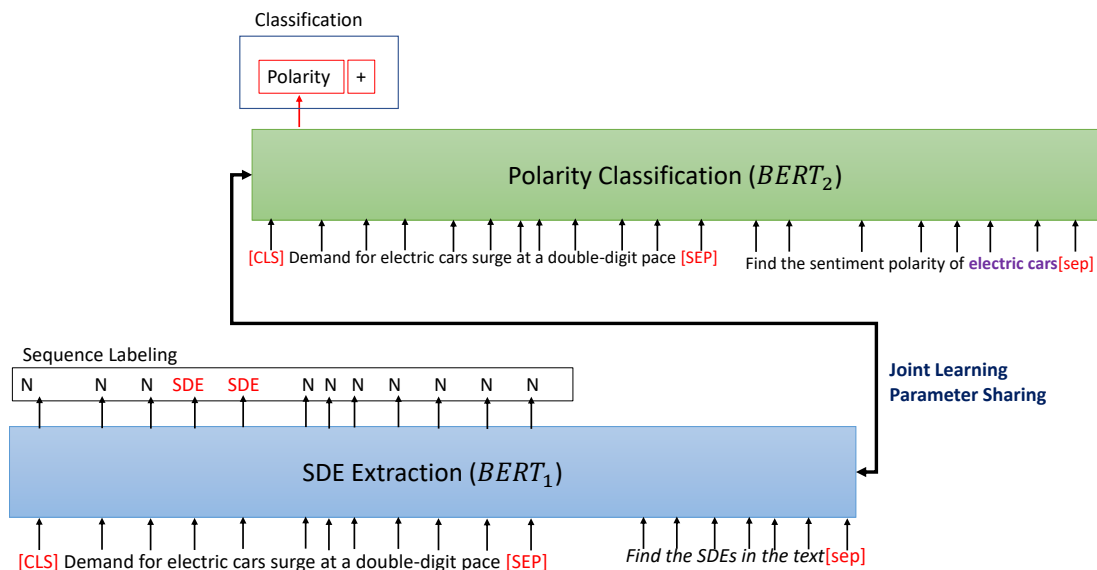 Classification
Polarity +
Polarity Classification (BERT2)
[CLS] Demand for electric cars surge at a double-digit pace [SEP] Find the sentiment polarity of electric cars[sep]
Sequence Labeling
N N N SDE SDE N N N N N N N
Joint Learning
Parameter Sharing
SDE Extraction (BERT1)
[CLS] Demand for electric cars surge at a double-digit pace [SEP] Find the SDEs in the text[sep]